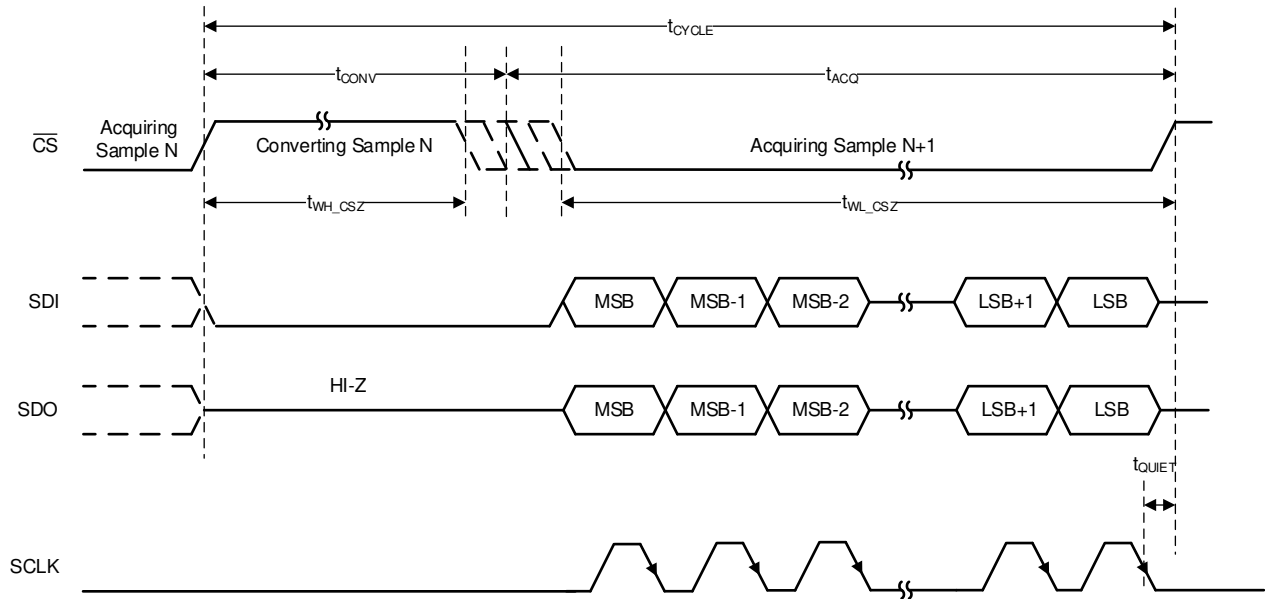 tCYCLE
tCONV
tACQ
CS
Acquiring
Sample N
Converting Sample N
Acquiring Sample N+1
tWH_CSZ
tWL_CSZ
SDI
MSB
MSB-1
MSB-2
LSB+1
LSB
HI-Z
SDO
MSB
MSB-1
MSB-2
LSB+1
LSB
tQUIET
SCLK